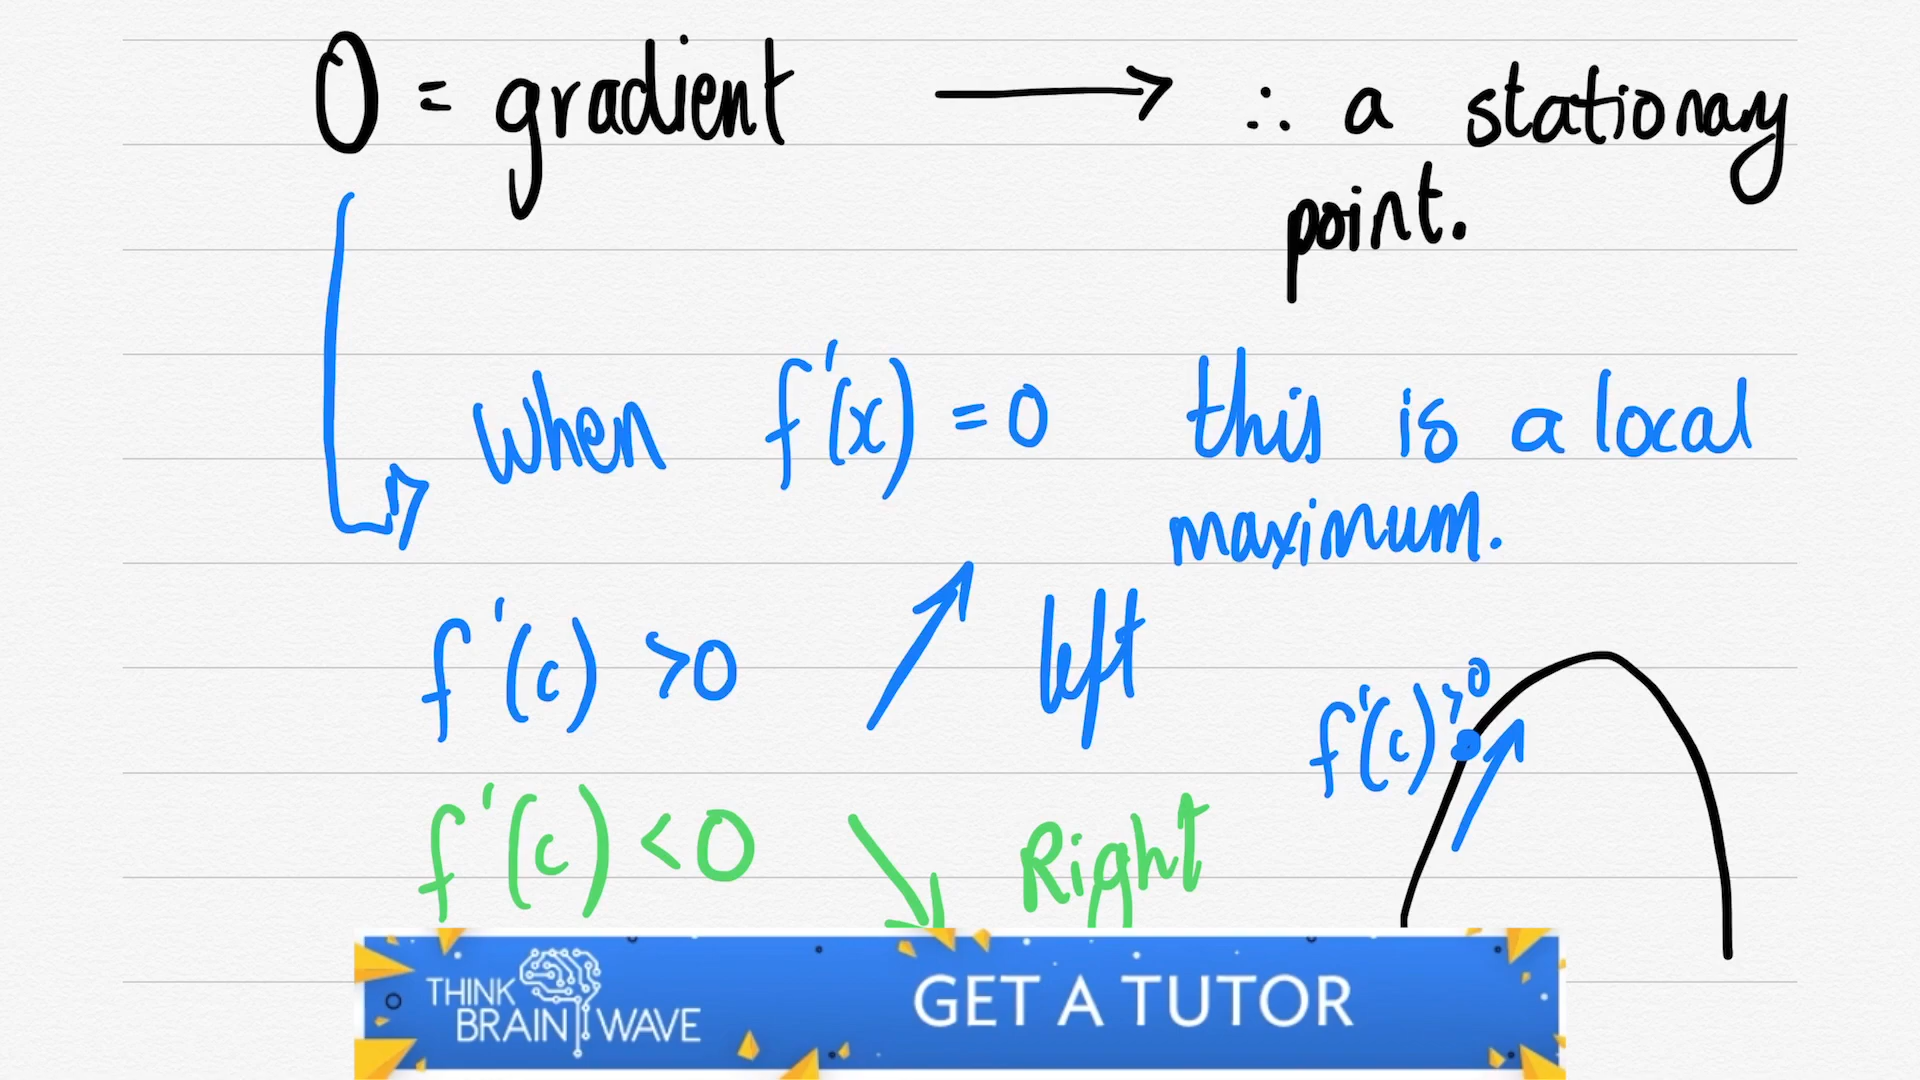 0 = gradient → ∴ a stationary
point.
when f'(x) = 0 this is a local
maximum.
f'(c) >0 left
f'(c) >0
f'(c) <0 Right
THINK
BRAIN WAVE
GET A TUTOR